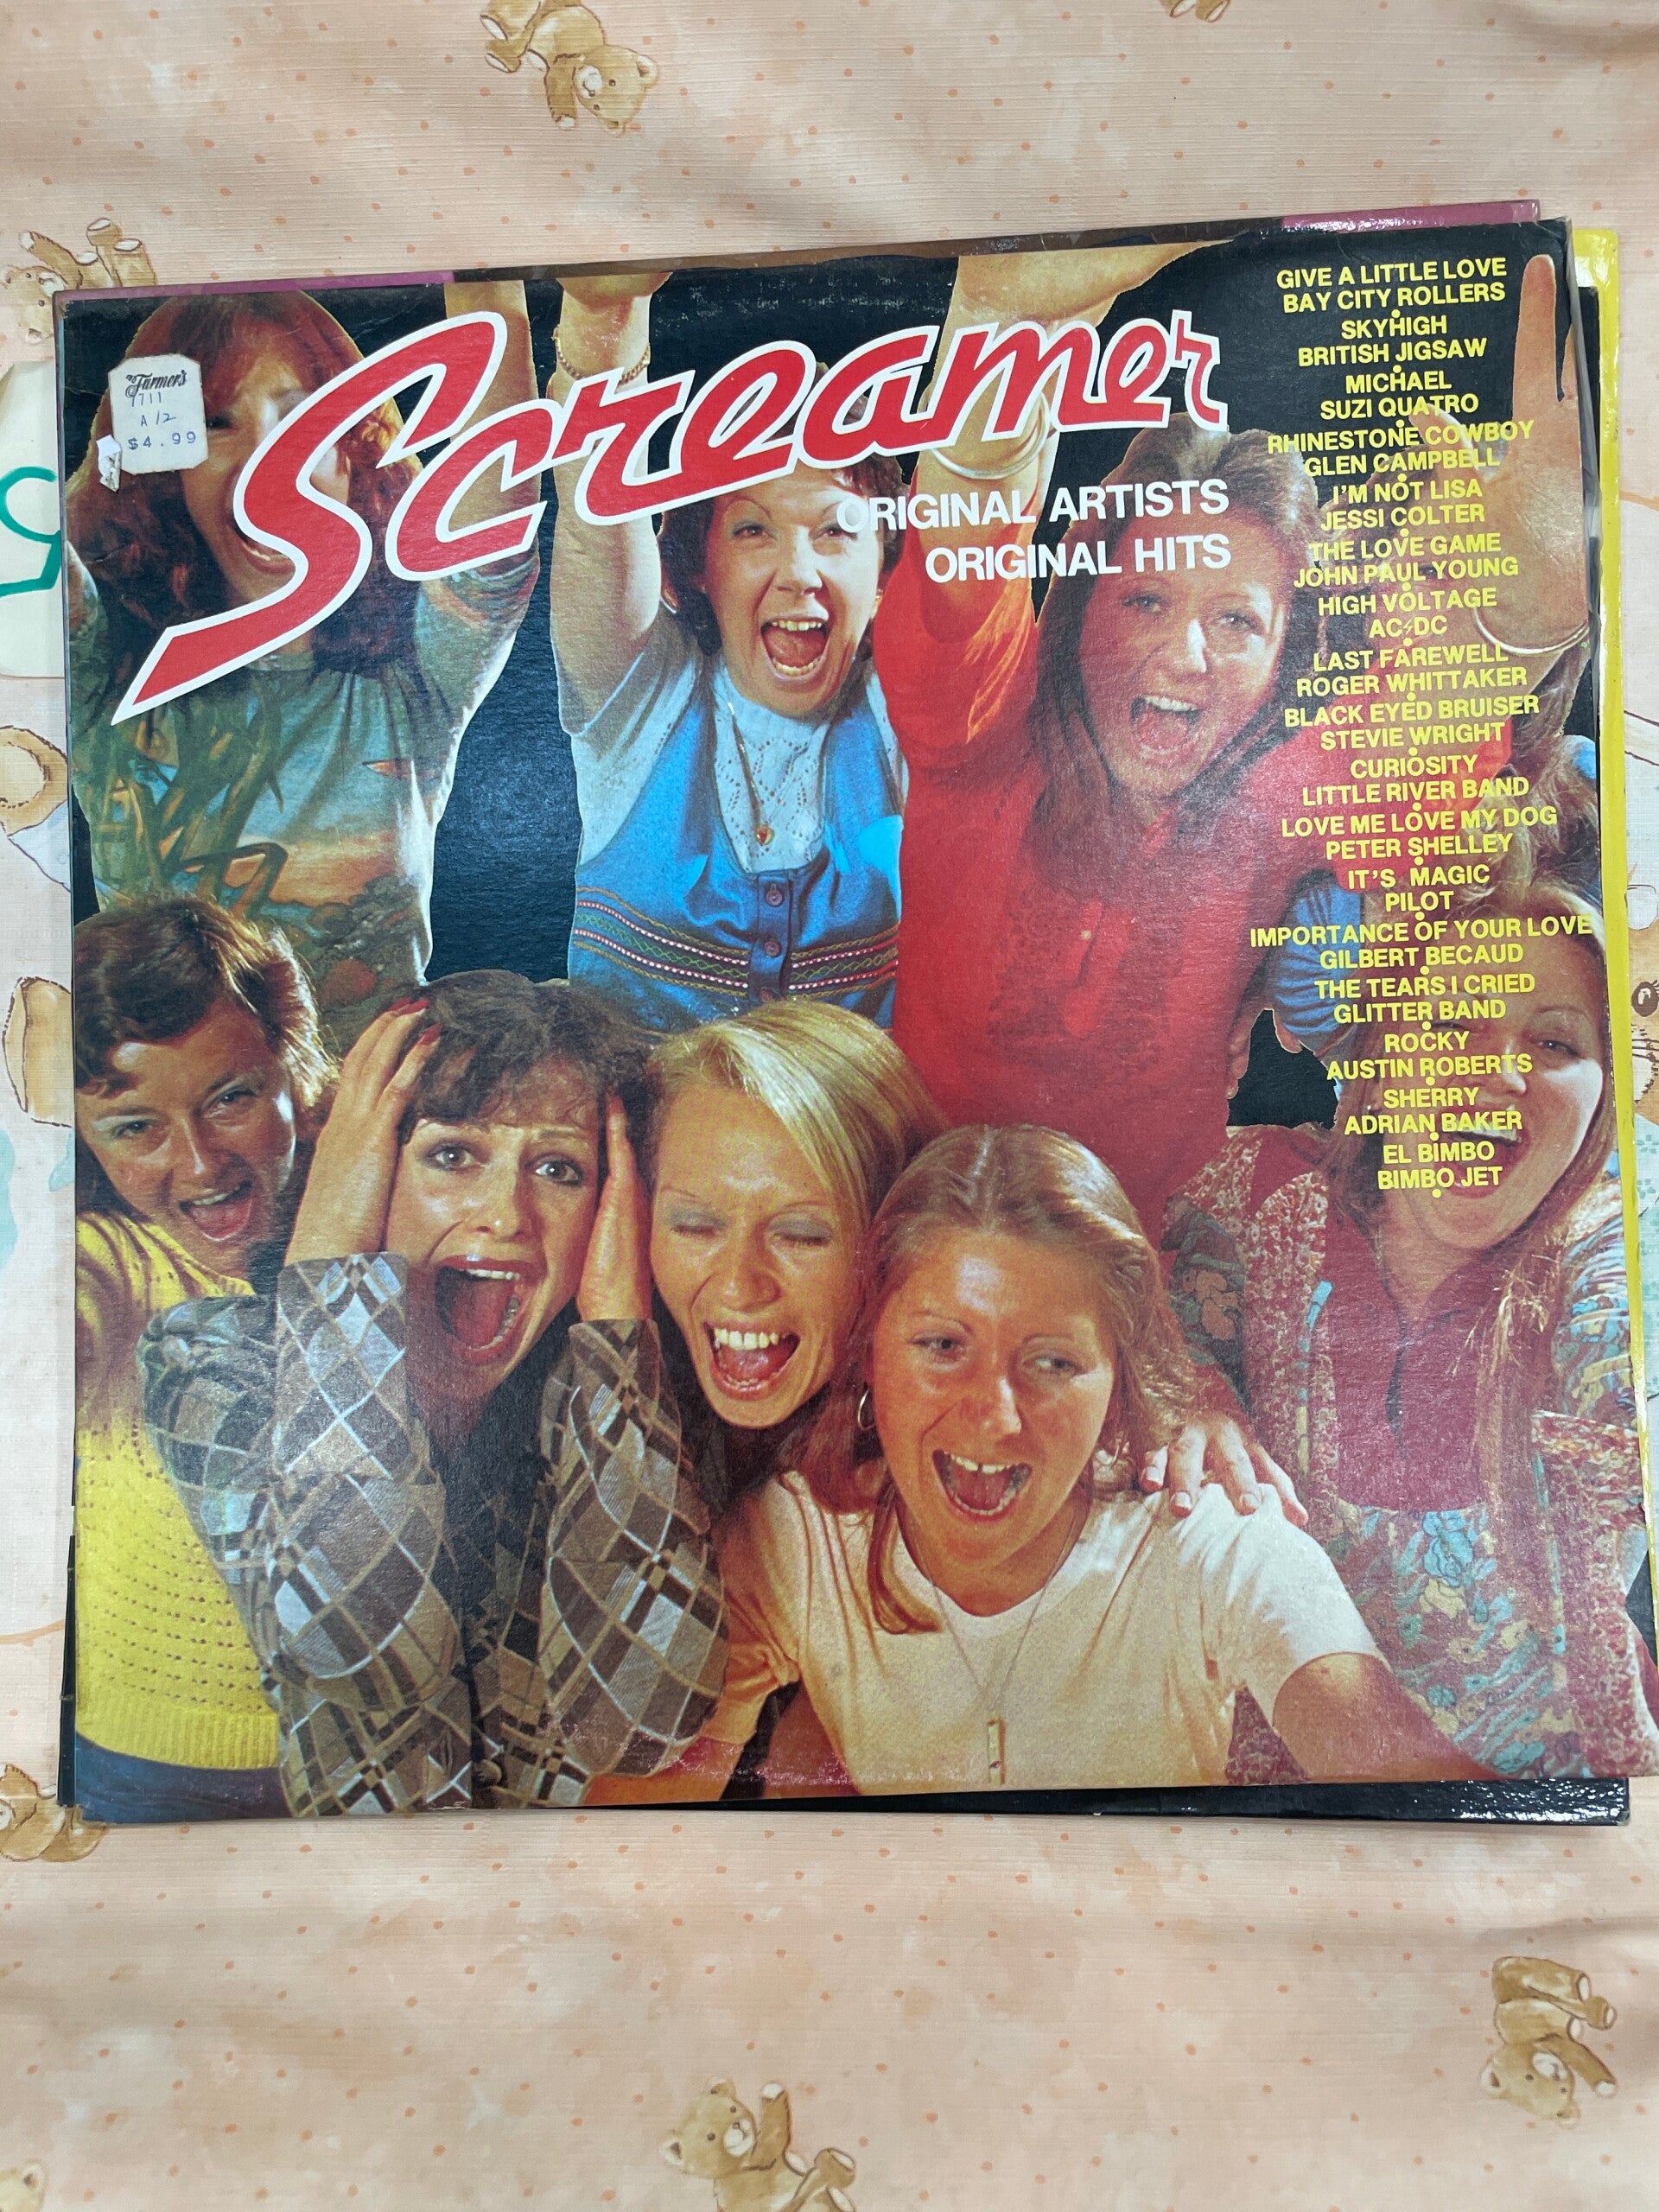 Farmer's
7711
A 12
$4.99
Screamer
ORIGINAL ARTISTS
ORIGINAL HITS
GIVE A LITTLE LOVE
BAY CITY ROLLERS
SKYHIGH
BRITISH JIGSAW
MICHAEL
SUZI QUATRO
RHINESTONE COWBOY
GLEN CAMPBELL
I'M NOT LISA
JESSI COLTER
THE LOVE GAME
JOHN PAUL YOUNG
HIGH VOLTAGE
AC⚡DC
LAST FAREWELL
ROGER WHITTAKER
BLACK EYED BRUISER
STEVIE WRIGHT
CURIOSITY
LITTLE RIVER BAND
LOVE ME LOVE MY DOG
PETER SHELLEY
IT'S MAGIC
PILOT
IMPORTANCE OF YOUR LOVE
GILBERT BECAUD
THE TEARS I CRIED
GLITTER BAND
ROCKY
AUSTIN ROBERTS
SHERRY
ADRIAN BAKER
EL BIMBO
BIMBO JET
5